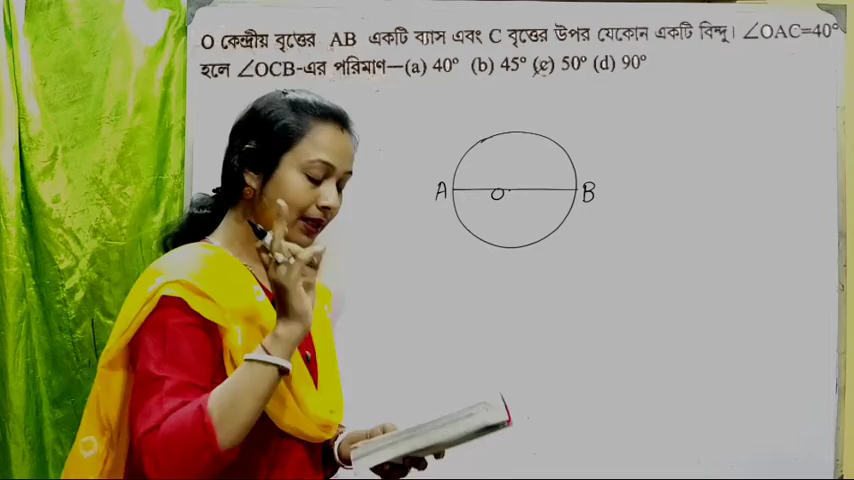 O কেন্দ্রীয় বৃত্তের AB একটি ব্যাস এবং C বৃত্তের উপর যেকোন একটি বিন্দু। ∠OAC=40°
হলে ∠OCB-এর পরিমাণ—(a) 40° (b) 45° (c) 50° (d) 90°
A O B